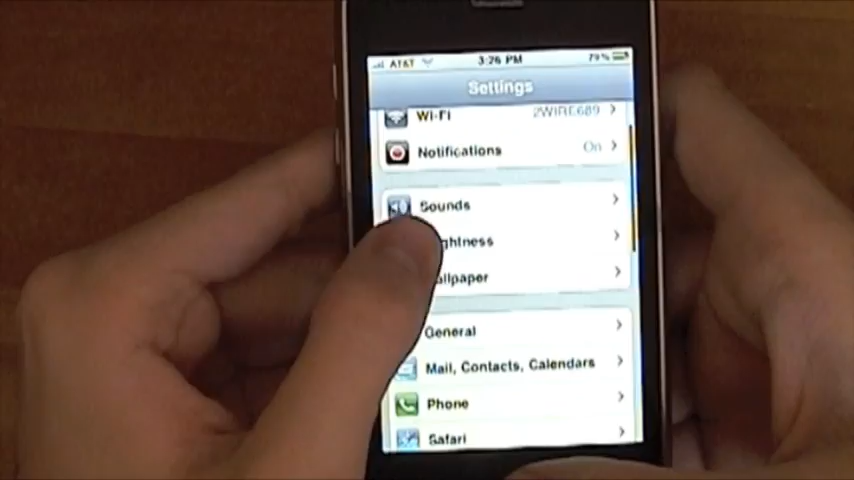 AT&T 3:26 PM 79%
Settings
Wi-Fi 2WIRE689
Notifications On
Sounds
ghtness
allpaper
General
Mail, Contacts, Calendars
Phone
Safari